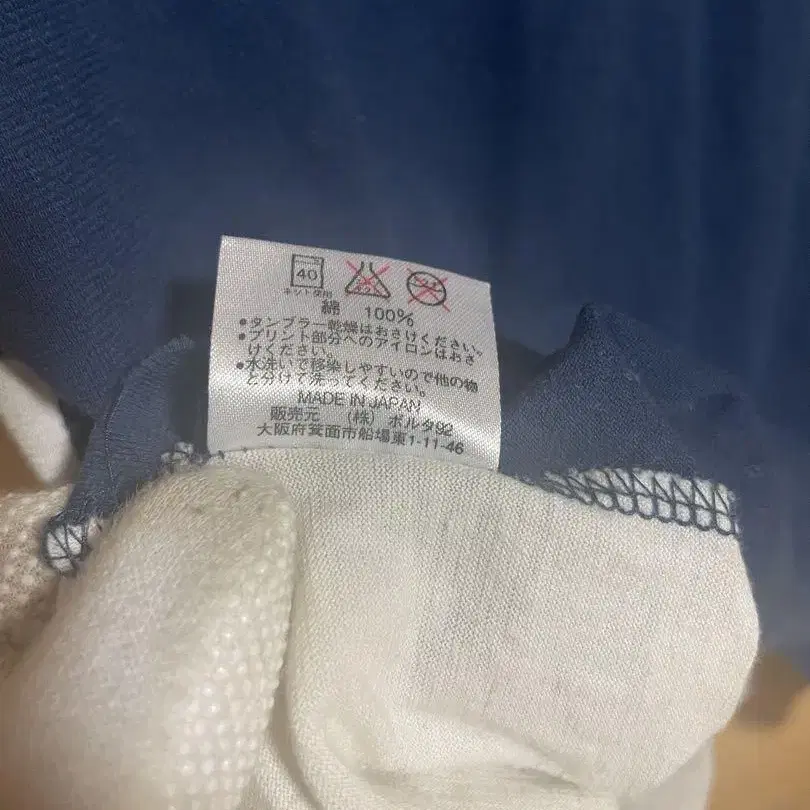 40
ネット使用
綿 100%
●タンブラー乾燥はおさけください。
●プリント部分へのアイロンはおさ
けください。
●水洗いで移染しやすいので他の物
と分けて洗ってください。
MADE IN JAPAN
販売元 (株) ボルタ92
大阪府箕面市船場東1-11-46